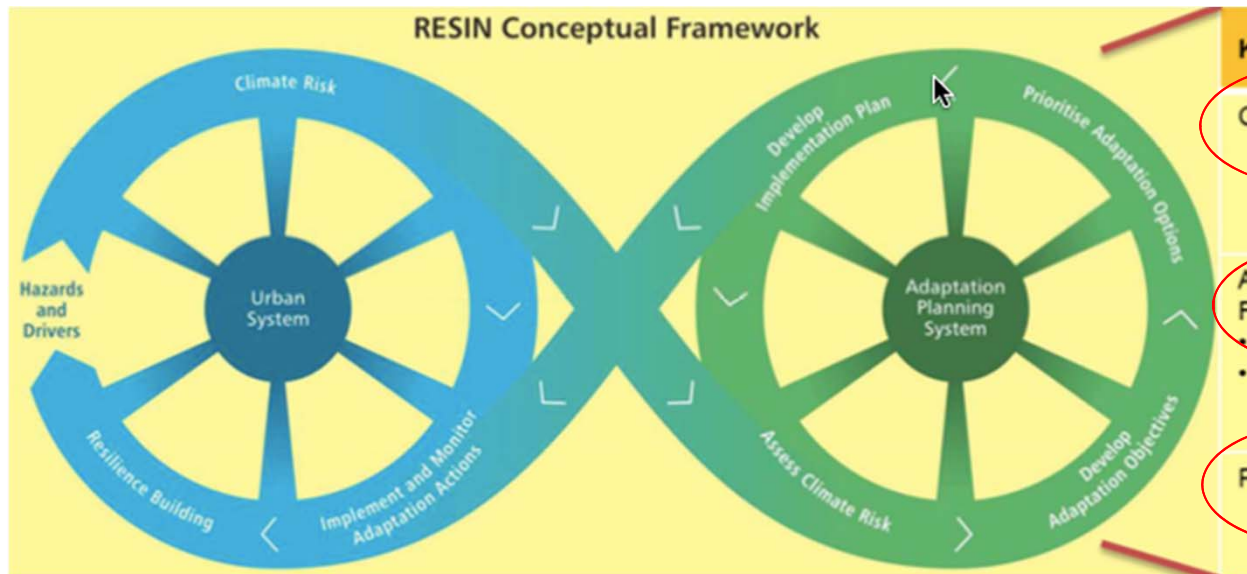 RESIN Conceptual Framework
Climate Risk
Hazards
and
Drivers
Urban
System
Resilience Building
Implement and Monitor
Adaptation Actions
Develop
Implementation Plan
Prioritise Adaptation Options
Adaptation
Planning
System
Assess Climate Risk
Develop
Adaptation Objectives